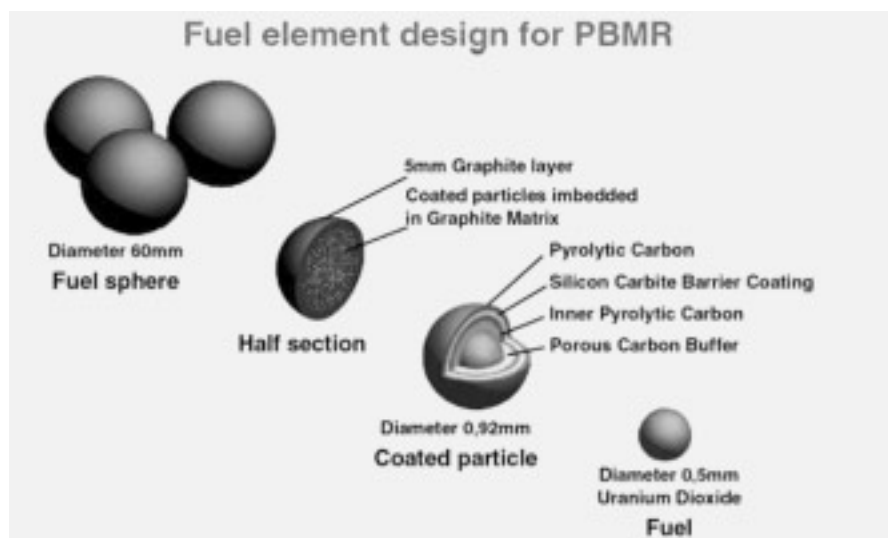 Fuel element design for PBMR
5mm Graphite layer
Coated particles imbedded
in Graphite Matrix
Diameter 60mm
Fuel sphere
Half section
Pyrolytic Carbon
Silicon Carbite Barrier Coating
Inner Pyrolytic Carbon
Porous Carbon Buffer
Diameter 0,92mm
Coated particle
Diameter 0,5mm
Uranium Dioxide
Fuel